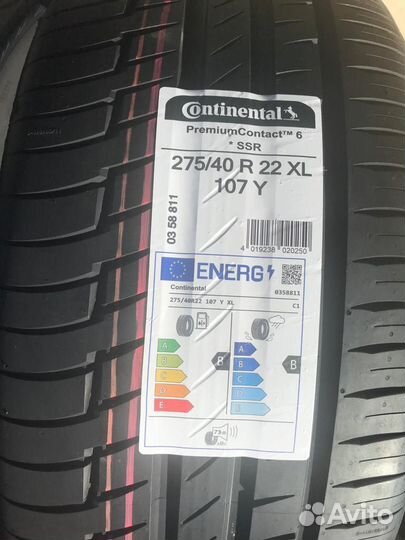 Continental
PremiumContact™ 6
* SSR
275/40 R 22 XL
107 Y
03 58 811
4 019238 020250
ENERG
Continental
0358811
275/40R22 107 Y XL
C1
A
B
C
D
E
B
A
B
C
D
E
B
Avito